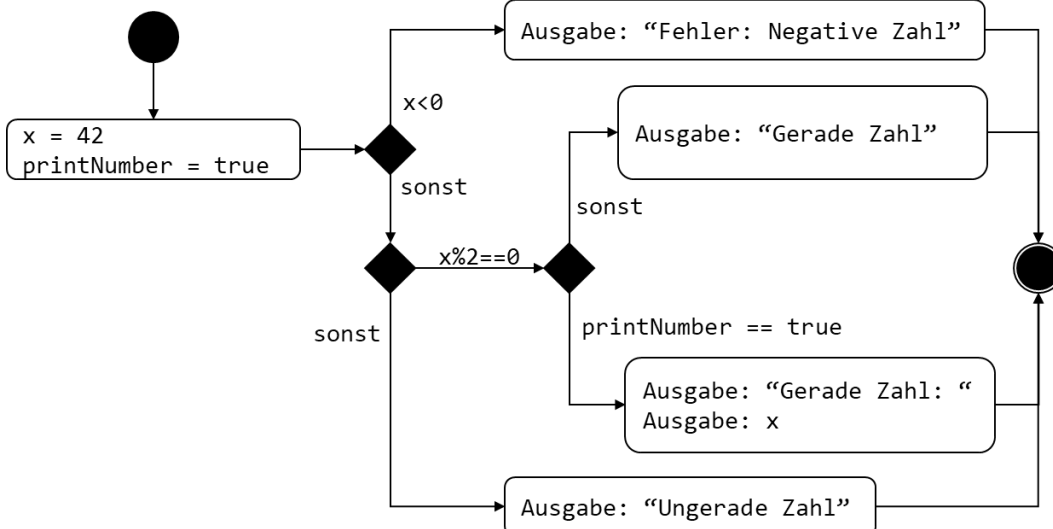 Ausgabe: “Fehler: Negative Zahl”
x<0
x = 42
printNumber = true
Ausgabe: “Gerade Zahl”
sonst
sonst
x%2==0
sonst
printNumber == true
Ausgabe: “Gerade Zahl: “
Ausgabe: x
Ausgabe: “Ungerade Zahl”